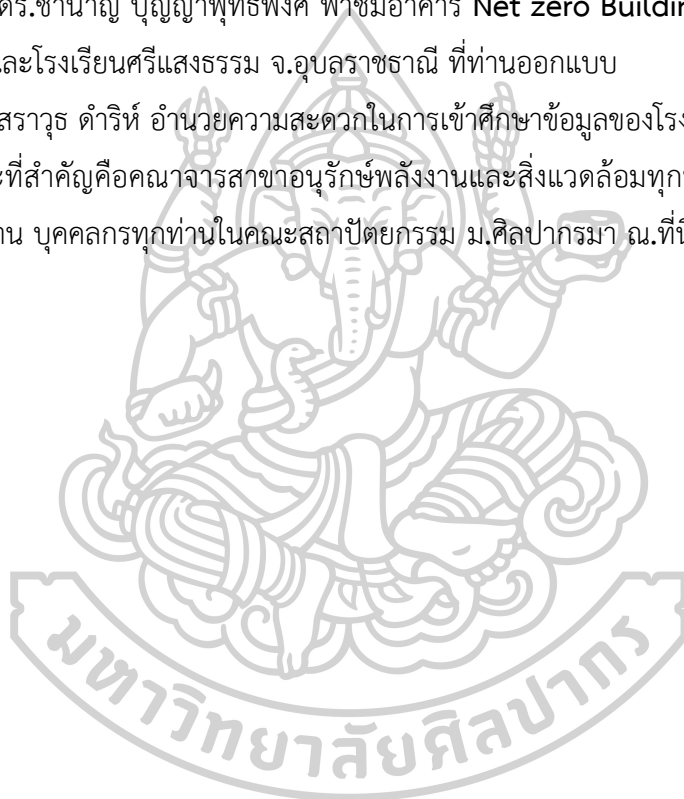 ดร.ชำนาญ บุญญาพุทธิพงศ์ พาชมอาคาร Net zero Buildin
ละโรงเรียนศรีแสงธรรม จ.อุบลราชธาณี ที่ท่านออกแบบ
สราวุธ ดำริห์ อำนวยความสะดวกในการเข้าศึกษาข้อมูลของโรง
ะที่สำคัญคือคณาจารสาขาอนุรักษ์พลังงานและสิ่งแวดล้อมทุก
าน บุคคลกรทุกท่านในคณะสถาปัตยกรรม ม.ศิลปากรมา ณ.ที่นี
มหาวิทยาลัยศิลปากร